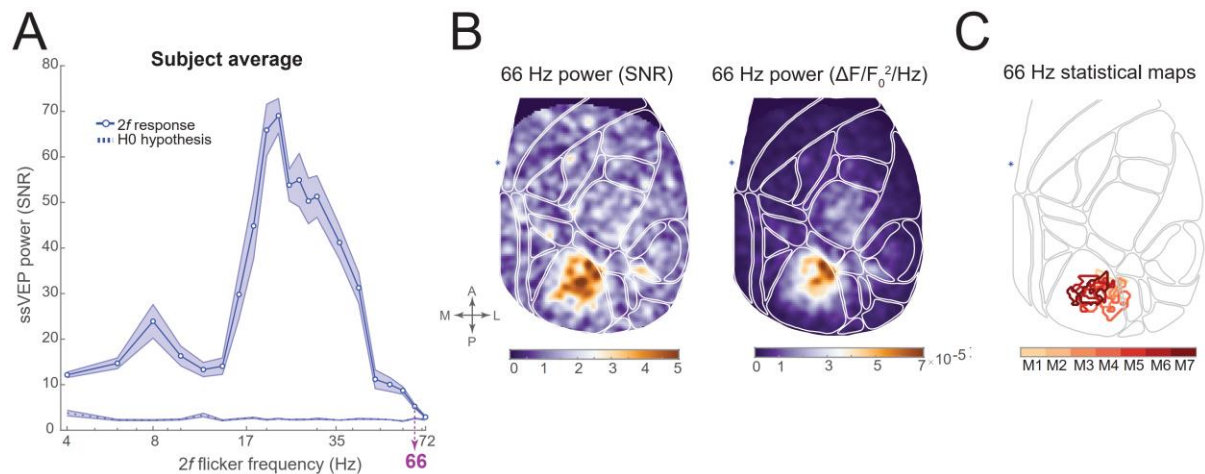 A
Subject average
80
70
60
50
40
30
20
10
0
ssVEP power (SNR)
2f response
H0 hypothesis
4
8
17
35
72
66
2f flicker frequency (Hz)
B
66 Hz power (SNR)
A
M
L
P
0
1
2
3
4
5
66 Hz power (ΔF/F₀²/Hz)
0
1
3
5
7 ×10⁻⁵
C
66 Hz statistical maps
M1 M2 M3 M4 M5 M6 M7